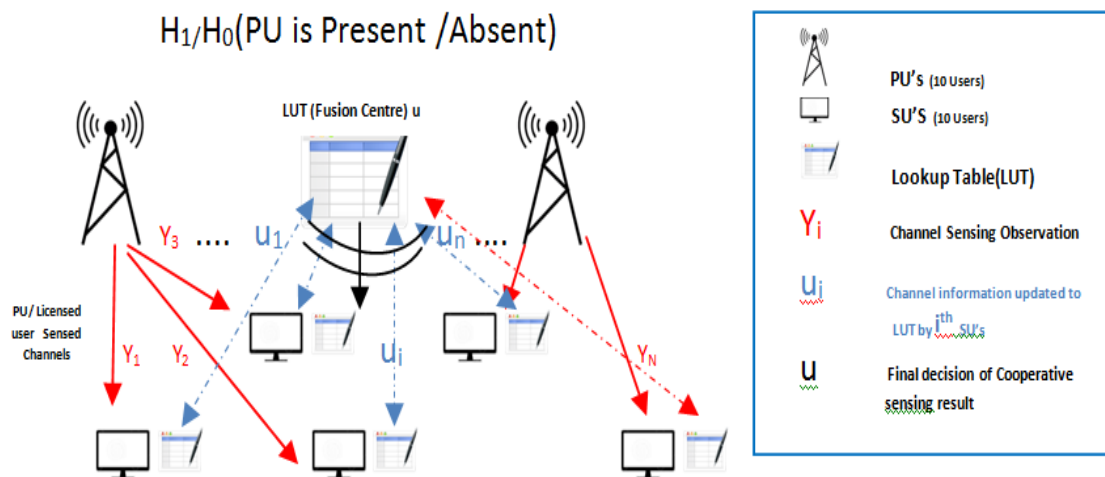 H1/H0(PU is Present /Absent)
LUT (Fusion Centre) u
Y3 .... u1
un ....
PU/ Licensed
user Sensed
Channels
Y1
Y2
ui
YN
PU's (10 Users)
SU'S (10 Users)
Lookup Table(LUT)
Yi
Channel Sensing Observation
ui
Channel information updated to
LUT by ith SU's
u
Final decision of Cooperative
sensing result